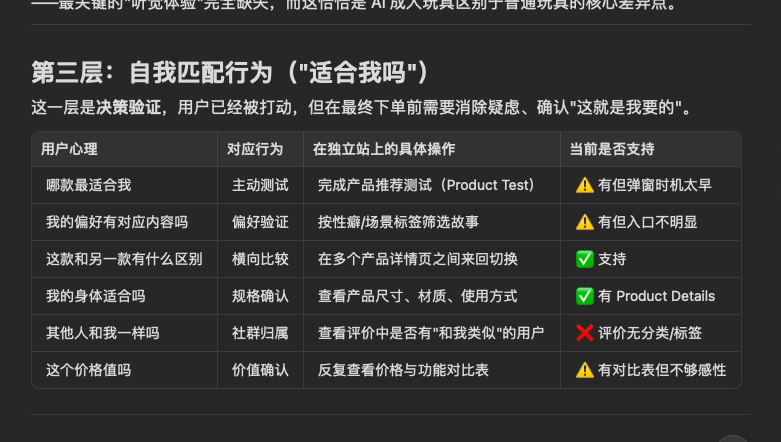 ——最关键的"听觉体验"完全缺失，而这恰恰是 AI 成人玩具区别于普通玩具的核心差异点。
第三层：自我匹配行为（"适合我吗"）
这一层是决策验证，用户已经被打动，但在最终下单前需要消除疑虑、确认"这就是我要的"。
用户心理 对应行为 在独立站上的具体操作 当前是否支持
哪款最适合我 主动测试 完成产品推荐测试（Product Test） ⚠️ 有但弹窗时机太早
我的偏好有对应内容吗 偏好验证 按性癖/场景标签筛选故事 ⚠️ 有但入口不明显
这款和另一款有什么区别 横向比较 在多个产品详情页之间来回切换 ✅ 支持
我的身体适合吗 规格确认 查看产品尺寸、材质、使用方式 ✅ 有 Product Details
其他人和我一样吗 社群归属 查看评价中是否有"和我类似"的用户 ❌ 评价无分类/标签
这个价格值吗 价值确认 反复查看价格与功能对比表 ⚠️ 有对比表但不够感性